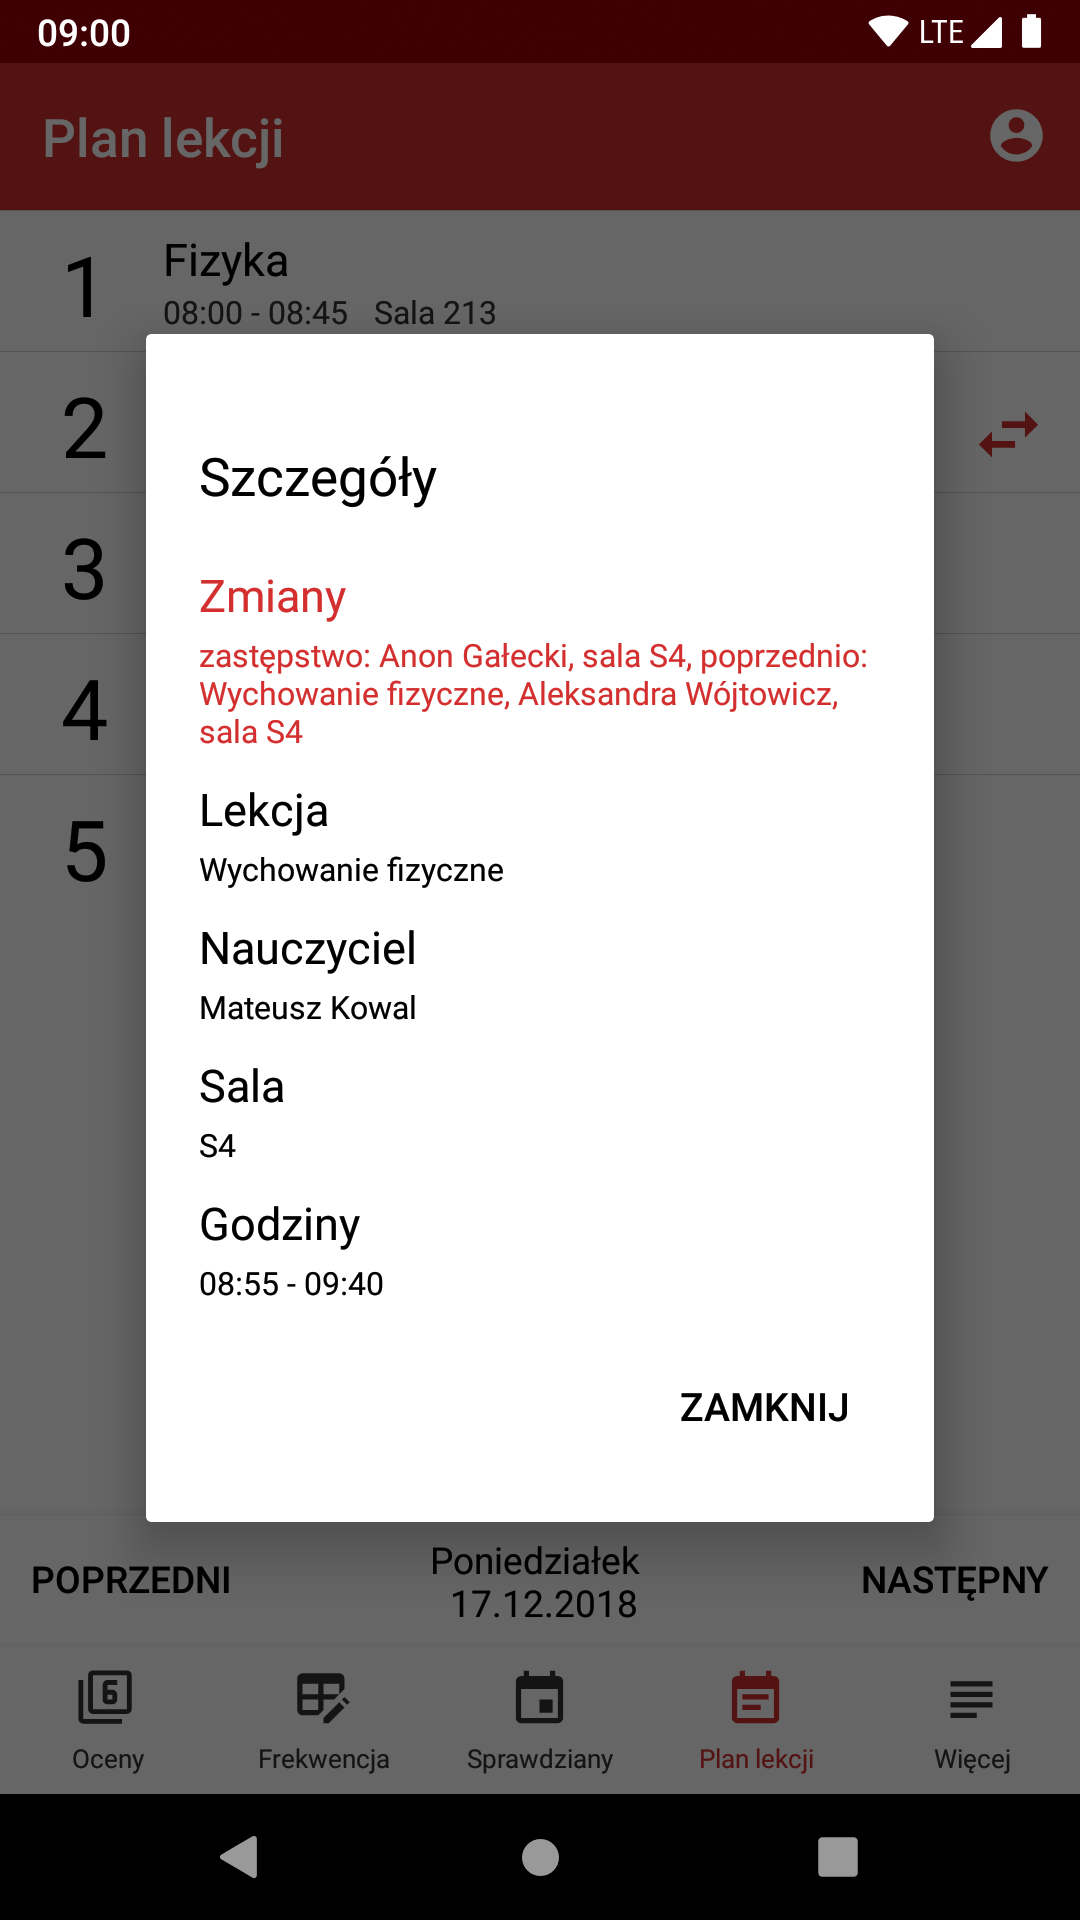 09:00
LTE
Plan lekcji
1
Fizyka
08:00 - 08:45 Sala 213
2
3
4
5
Szczegóły
Zmiany
zastępstwo: Anon Gałecki, sala S4, poprzednio:
Wychowanie fizyczne, Aleksandra Wójtowicz,
sala S4
Lekcja
Wychowanie fizyczne
Nauczyciel
Mateusz Kowal
Sala
S4
Godziny
08:55 - 09:40
ZAMKNIJ
POPRZEDNI
Poniedziałek
17.12.2018
NASTĘPNY
6
Oceny
Frekwencja
Sprawdziany
Plan lekcji
Więcej